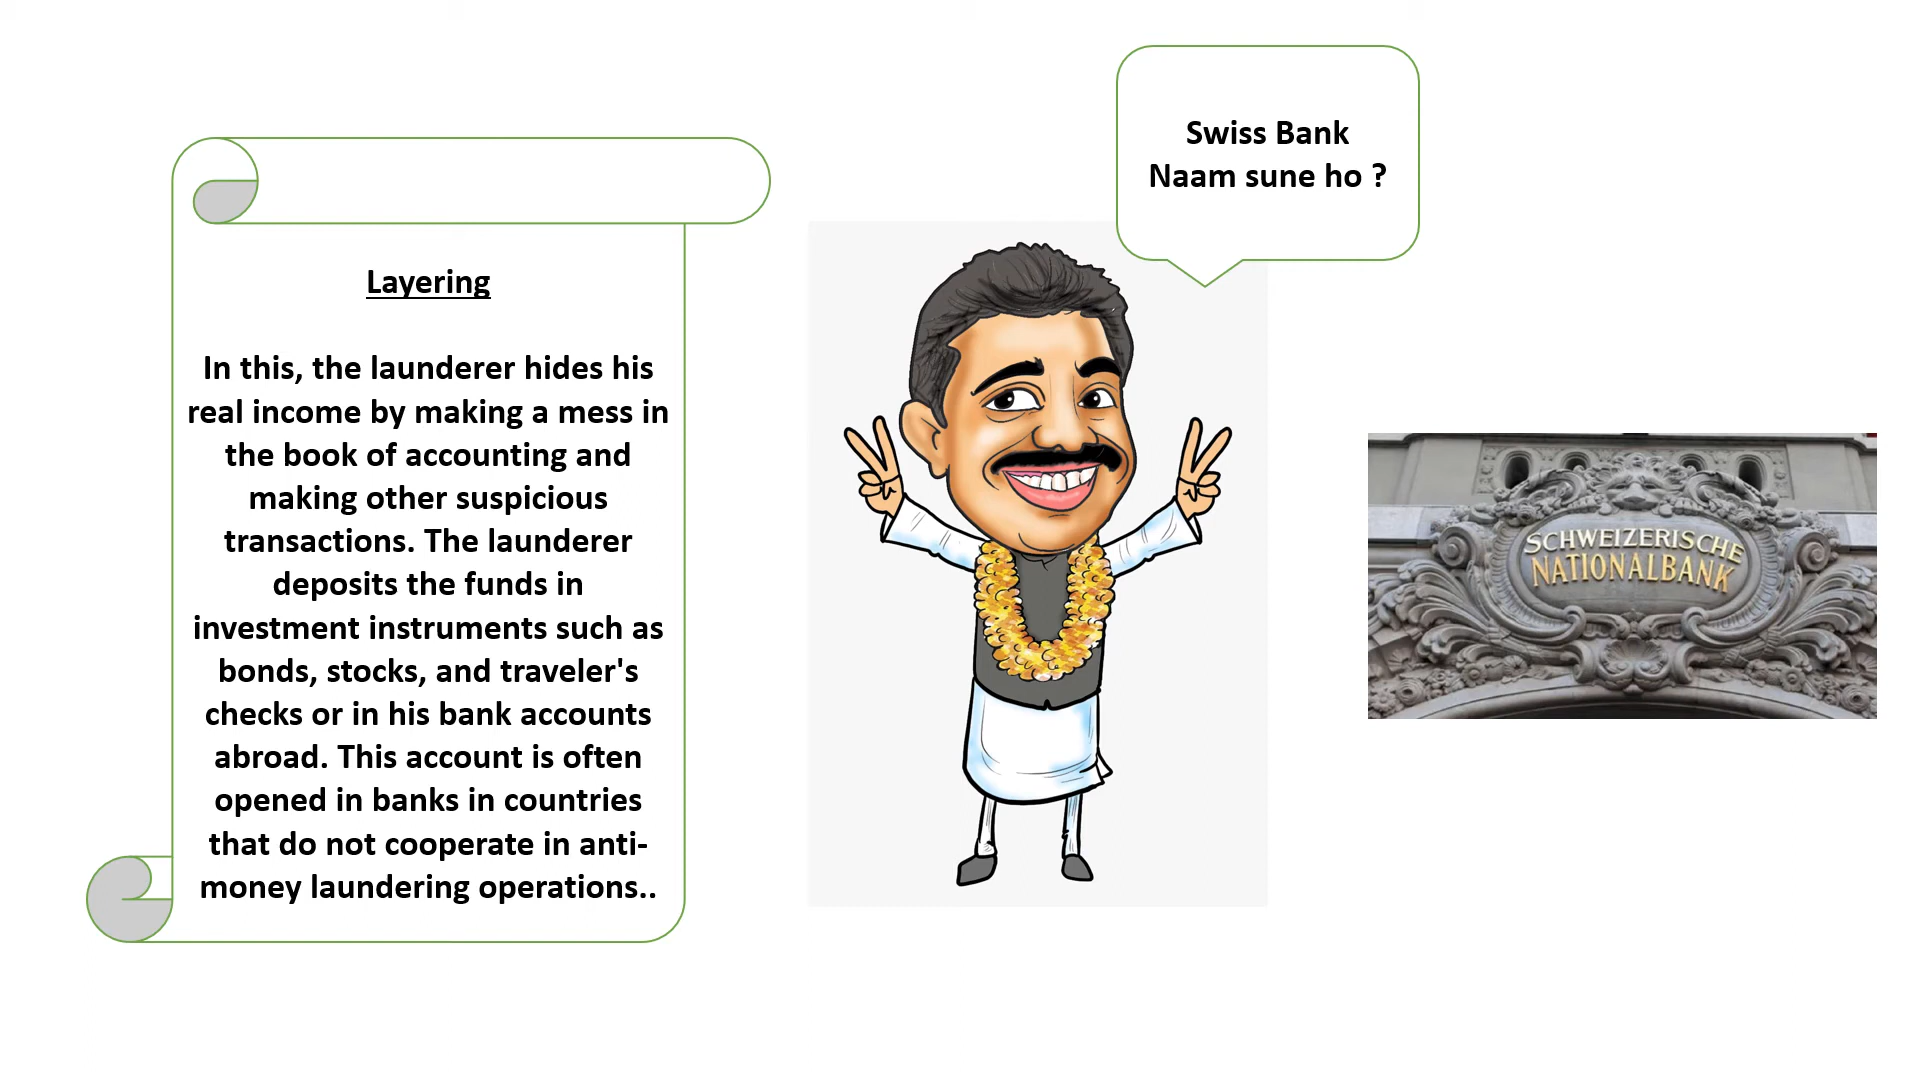 Swiss Bank
Naam sune ho ?
Layering
In this, the launderer hides his
real income by making a mess in
the book of accounting and
making other suspicious
transactions. The launderer
deposits the funds in
investment instruments such as
bonds, stocks, and traveler's
checks or in his bank accounts
abroad. This account is often
opened in banks in countries
that do not cooperate in anti-
money laundering operations..
SCHWEIZERISCHE
NATIONALBANK